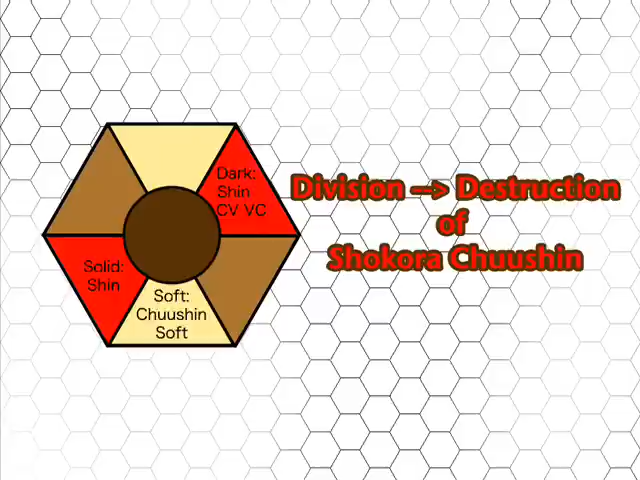 Dark:
Shin
CV VC
Solid:
Shin
Soft:
Chuushin
Soft
Division --> Destruction
of
Shokora Chuushin